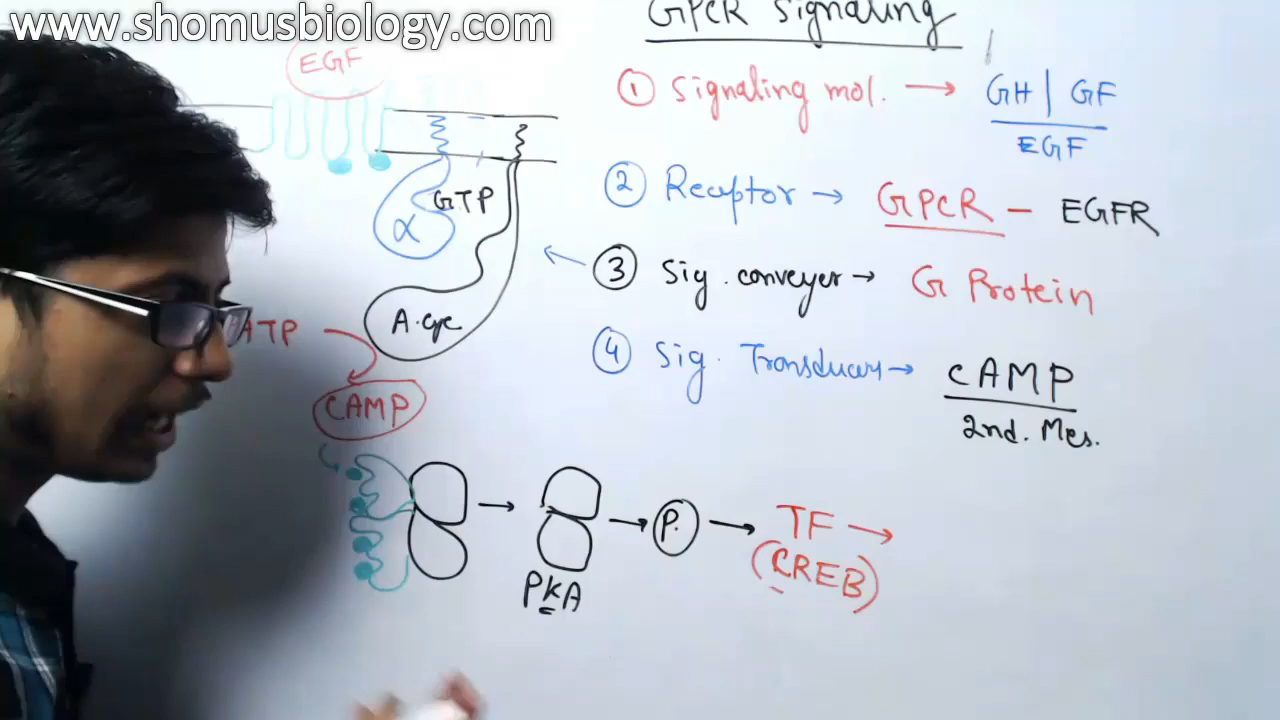 www.shomusbiology.com
GPCR Signaling
EGF
① Signaling mol. → GH | GF
EGF
② Receptor → GPCR - EGFR
α GTP
③ Sig. conveyer → G Protein
A.Cyc
ATP
④ Sig. Transducers → CAMP
2nd. Mes.
CAMP
P.
TF →
(CREB)
PKA